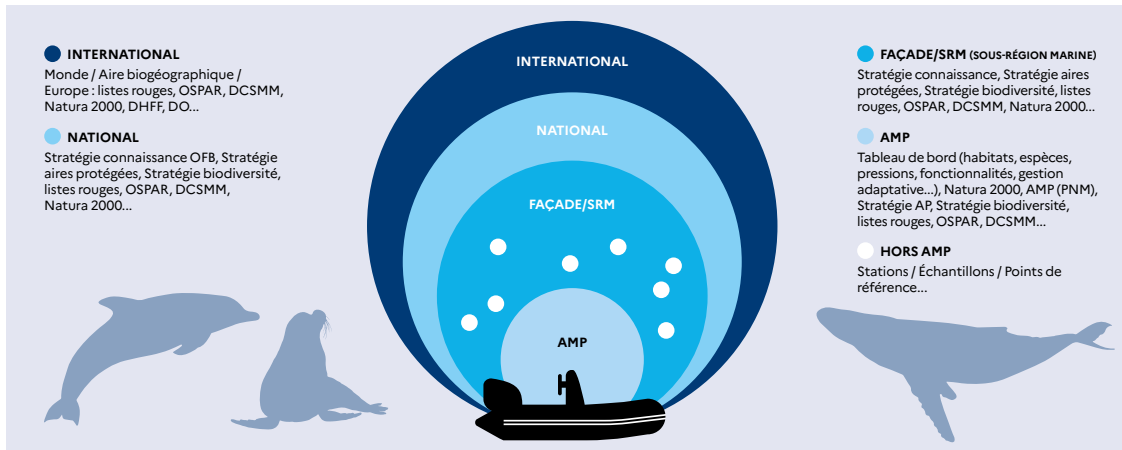 INTERNATIONAL
Monde / Aire biogéographique /
Europe : listes rouges, OSPAR, DCSMM,
Natura 2000, DHFF, DO...
NATIONAL
Stratégie connaissance OFB, Stratégie
aires protégées, Stratégie biodiversité,
listes rouges, OSPAR, DCSMM,
Natura 2000...
INTERNATIONAL
NATIONAL
FAÇADE/SRM
AMP
FAÇADE/SRM (SOUS-RÉGION MARINE)
Stratégie connaissance, Stratégie aires
protégées, Stratégie biodiversité, listes
rouges, OSPAR, DCSMM, Natura 2000...
AMP
Tableau de bord (habitats, espèces,
pressions, fonctionnalités, gestion
adaptative...), Natura 2000, AMP (PNM),
Stratégie AP, Stratégie biodiversité,
listes rouges, OSPAR, DCSMM...
HORS AMP
Stations / Échantillons / Points de
référence...